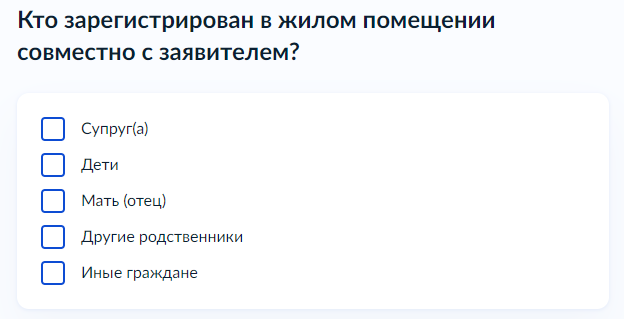 Кто зарегистрирован в жилом помещении
совместно с заявителем?
Супруг(а)
Дети
Мать (отец)
Другие родственники
Иные граждане